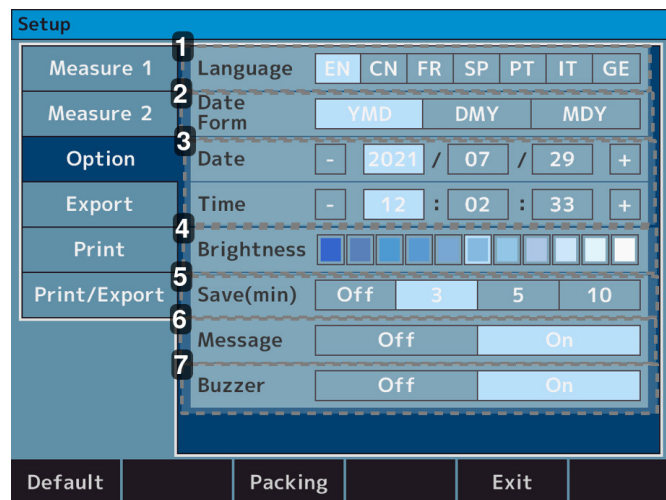 Setup
1
Measure 1 Language EN CN FR SP PT IT GE
2
Measure 2 Date Form YMD DMY MDY
3
Option Date - 2021 / 07 / 29 +
Export Time - 12 : 02 : 33 +
4
Print Brightness
5
Print/Export Save(min) Off 3 5 10
6
Message Off On
7
Buzzer Off On
Default Packing Exit